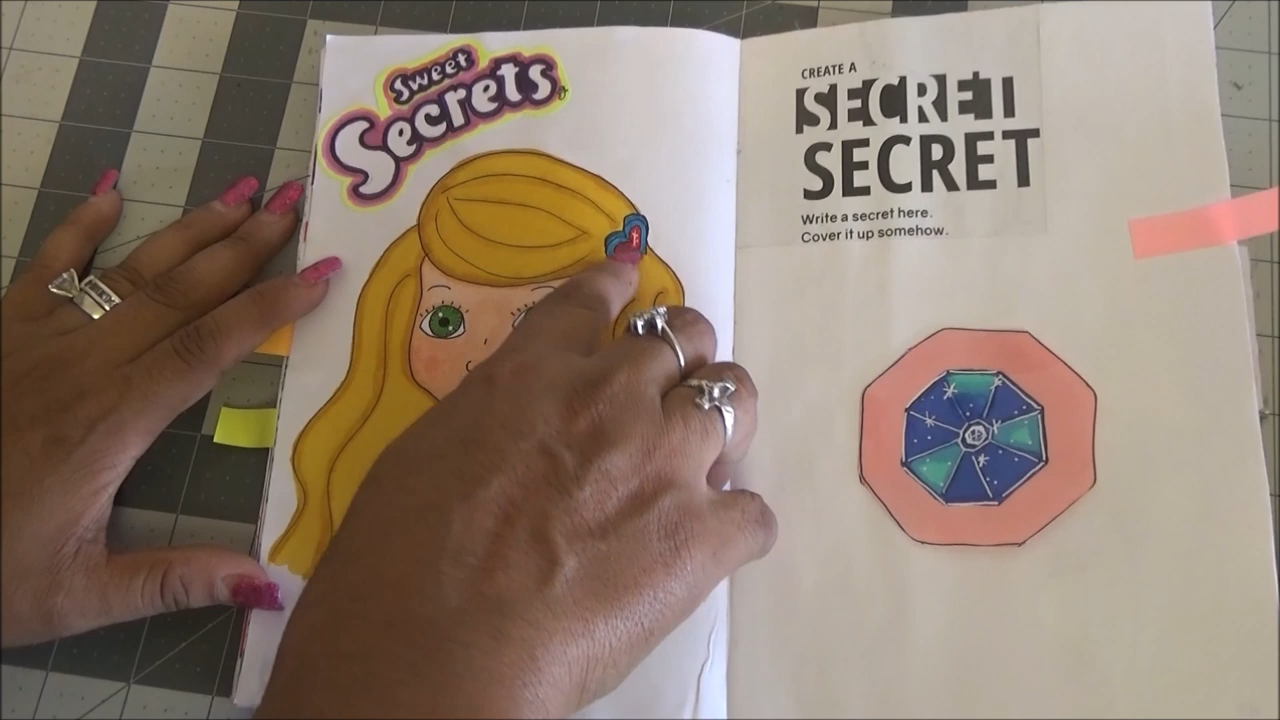 Sweet
Secrets
CREATE A
SECRET
SECRET
Write a secret here.
Cover it up somehow.